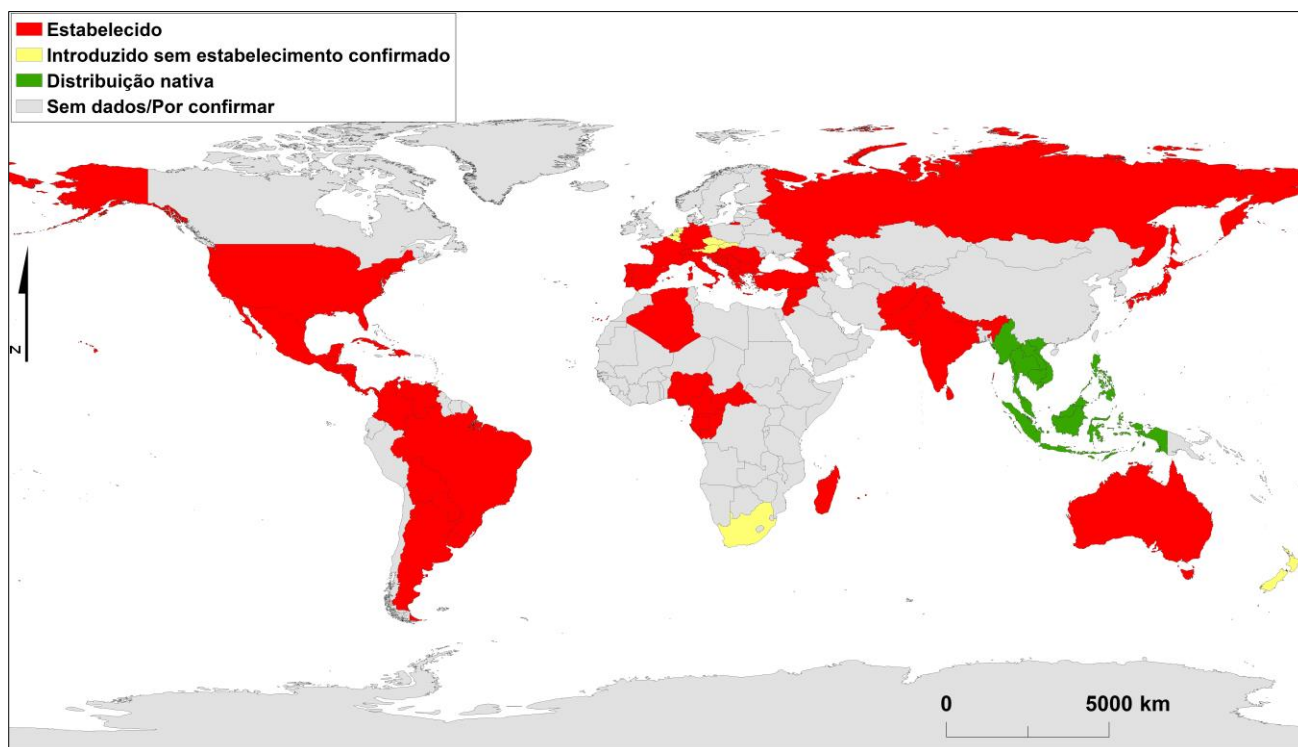 Estabelecido
Introduzido sem estabelecimento confirmado
Distribuição nativa
Sem dados/Por confirmar
N
0 5000 km